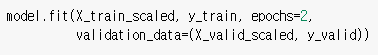 model.fit(X_train_scaled, y_train, epochs=2,
          validation_data=(X_valid_scaled, y_valid))